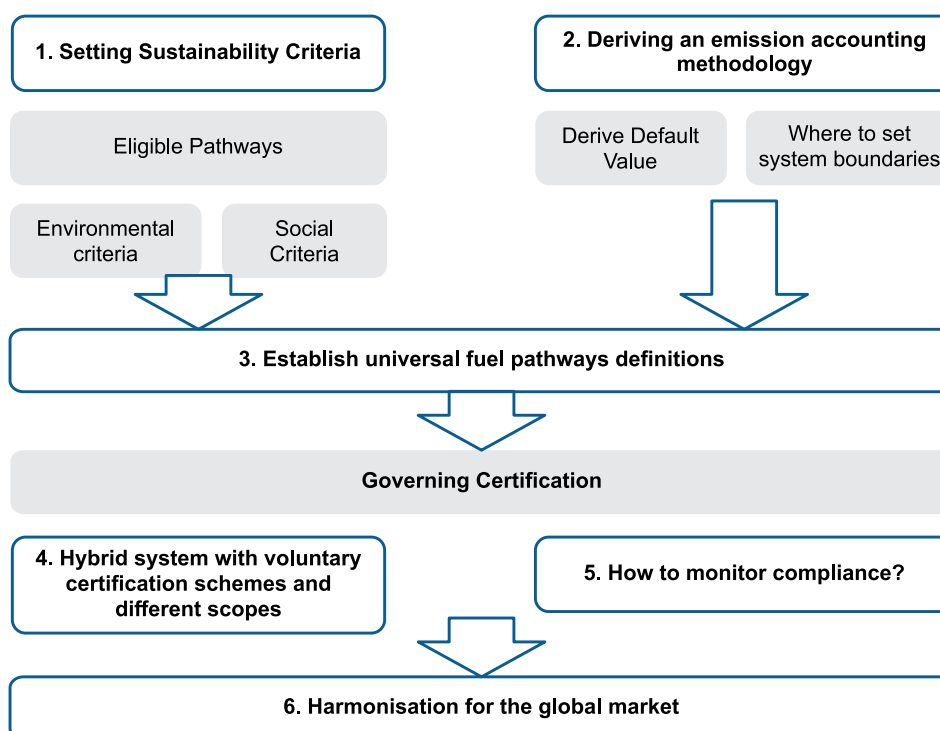 1. Setting Sustainability Criteria
2. Deriving an emission accounting
methodology
Eligible Pathways
Derive Default
Value
Where to set
system boundaries
Environmental
criteria
Social
Criteria
3. Establish universal fuel pathways definitions
Governing Certification
4. Hybrid system with voluntary
certification schemes and
different scopes
5. How to monitor compliance?
6. Harmonisation for the global market